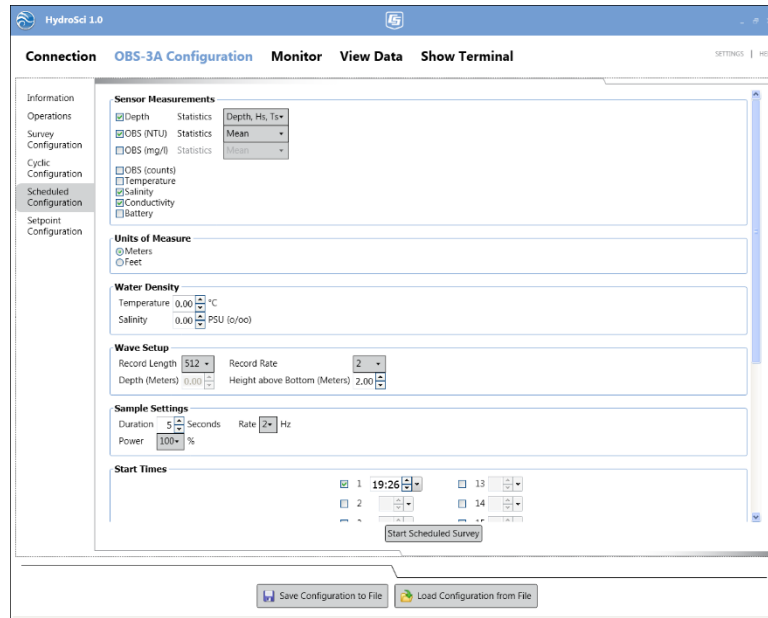 HydroSci 1.0
Connection OBS-3A Configuration Monitor View Data Show Terminal SETTINGS | HE
Information
Operations
Survey
Configuration
Cyclic
Configuration
Scheduled
Configuration
Setpoint
Configuration
Sensor Measurements
Depth Statistics Depth, Hs, Ts
OBS (NTU) Statistics Mean
OBS (mg/l) Statistics Mean
OBS (counts)
Temperature
Salinity
Conductivity
Battery
Units of Measure
Meters
Feet
Water Density
Temperature 0.00 °C
Salinity 0.00 PSU (o/oo)
Wave Setup
Record Length 512 Record Rate 2
Depth (Meters) 0.00 Height above Bottom (Meters) 2.00
Sample Settings
Duration 5 Seconds Rate 2 Hz
Power 100 %
Start Times
1 19:26 13
2 14
Start Scheduled Survey
Save Configuration to File Load Configuration from File